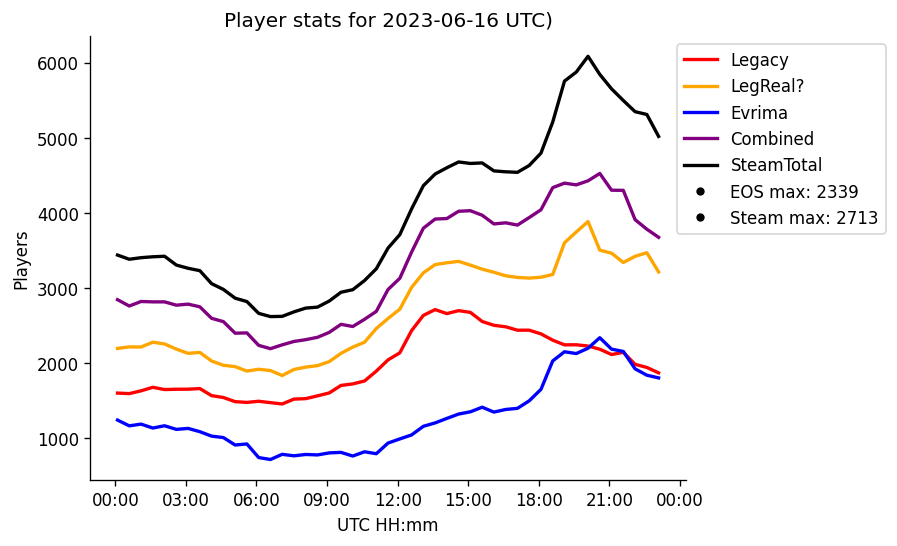 Player stats for 2023-06-16 UTC)
Players
6000
5000
4000
3000
2000
1000
00:00 03:00 06:00 09:00 12:00 15:00 18:00 21:00 00:00
UTC HH:mm
Legacy
LegReal?
Evrima
Combined
SteamTotal
EOS max: 2339
Steam max: 2713